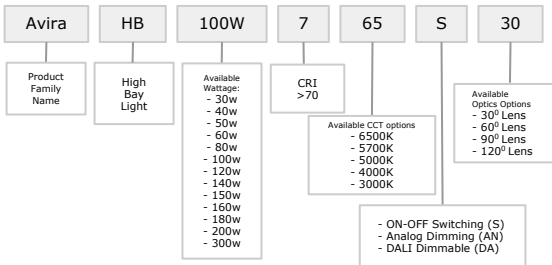 Avira HB 100W 7 65 S 30
Product
Family
Name
High
Bay
Light
Available
Wattage:
- 30w
- 40w
- 50w
- 60w
- 80w
- 100w
- 120w
- 140w
- 150w
- 160w
- 180w
- 200w
- 300w
CRI
>70
Available CCT options
- 6500K
- 5700K
- 5000K
- 4000K
- 3000K
- ON-OFF Switching (S)
- Analog Dimming (AN)
- DALI Dimmable (DA)
Available
Optics Options
- 30⁰ Lens
- 60⁰ Lens
- 90⁰ Lens
- 120⁰ Lens